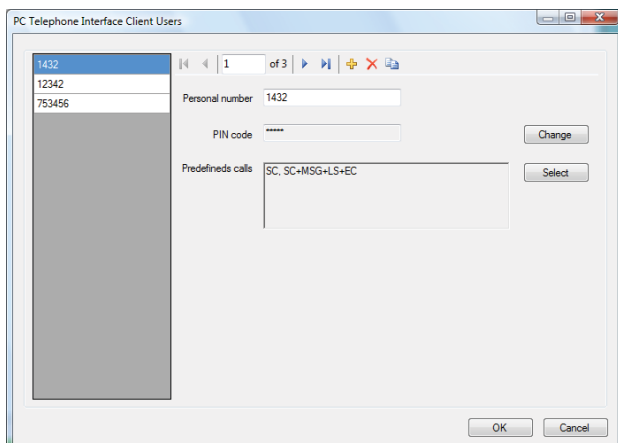 PC Telephone Interface Client Users
1432
12342
753456
1 of 3
Personal number 1432
PIN code ***** Change
Predefineds calls SC, SC+MSG+LS+EC Select
OK Cancel